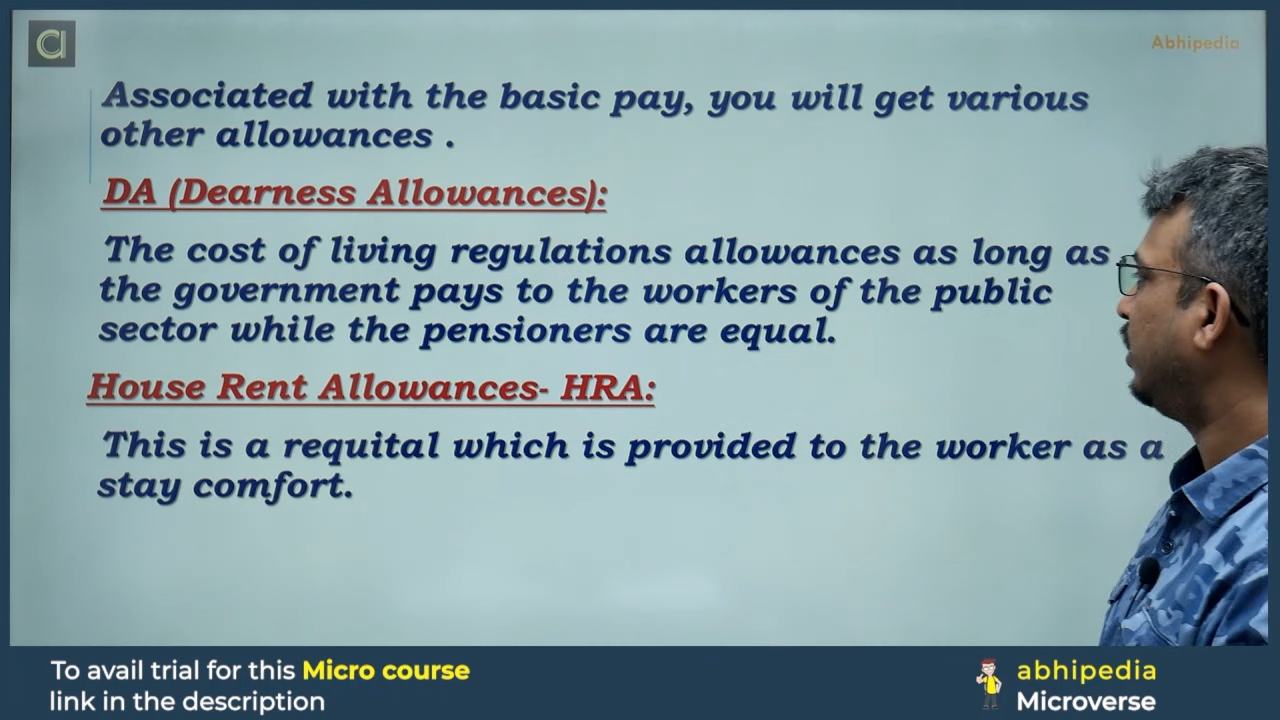 Abhipedia
Associated with the basic pay, you will get various
other allowances .
DA (Dearness Allowances):
The cost of living regulations allowances as long as
the government pays to the workers of the public
sector while the pensioners are equal.
House Rent Allowances- HRA:
This is a requital which is provided to the worker as a
stay comfort.
To avail trial for this Micro course
link in the description
abhipedia
Microverse